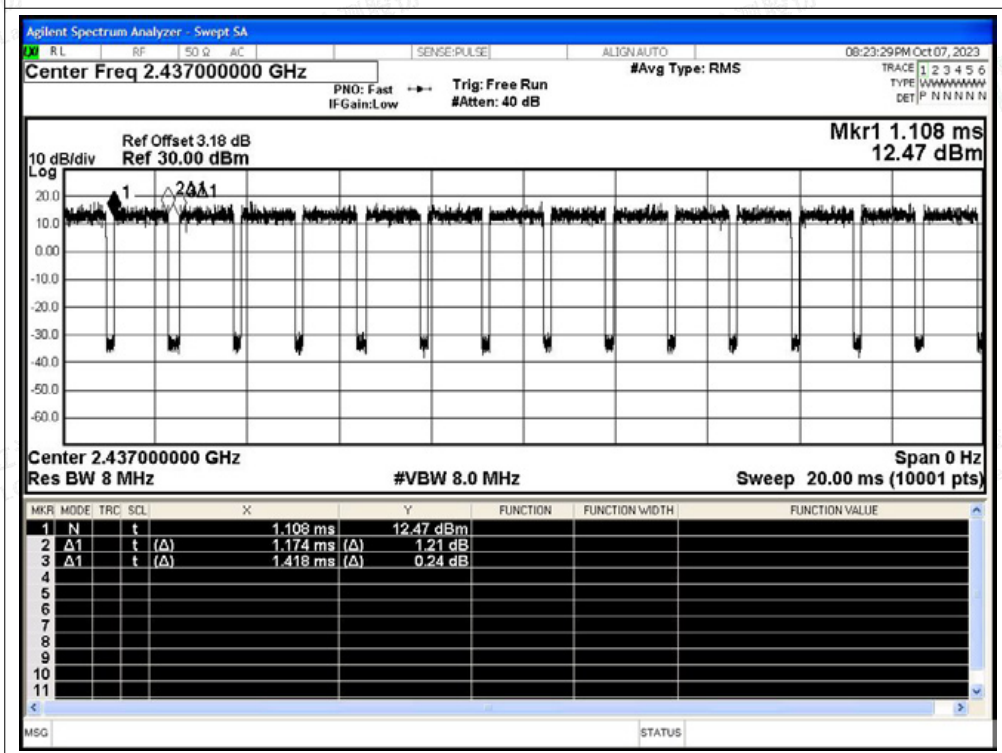 Agilent Spectrum Analyzer - Swept SA
LXI RL RF 50 Ω AC SENSE:PULSE ALIGN AUTO 08:23:29 PM Oct 07, 2023
Center Freq 2.437000000 GHz #Avg Type: RMS TRACE 1 2 3 4 5 6
PNO: Fast Trig: Free Run TYPE WWWWWW
IFGain:Low #Atten: 40 dB DET P N N N N N
Mkr1 1.108 ms
Ref Offset 3.18 dB
10 dB/div Ref 30.00 dBm 12.47 dBm
Log
1 2Δ1 3Δ1
20.0
10.0
0.00
-10.0
-20.0
-30.0
-40.0
-50.0
-60.0
Center 2.437000000 GHz Span 0 Hz
Res BW 8 MHz #VBW 8.0 MHz Sweep 20.00 ms (10001 pts)
MKR MODE TRC SCL X Y FUNCTION FUNCTION WIDTH FUNCTION VALUE
1 N t 1.108 ms 12.47 dBm
2 Δ1 t (Δ) 1.174 ms (Δ) 1.21 dB
3 Δ1 t (Δ) 1.418 ms (Δ) 0.24 dB
4
5
6
7
8
9
10
11
MSG STATUS